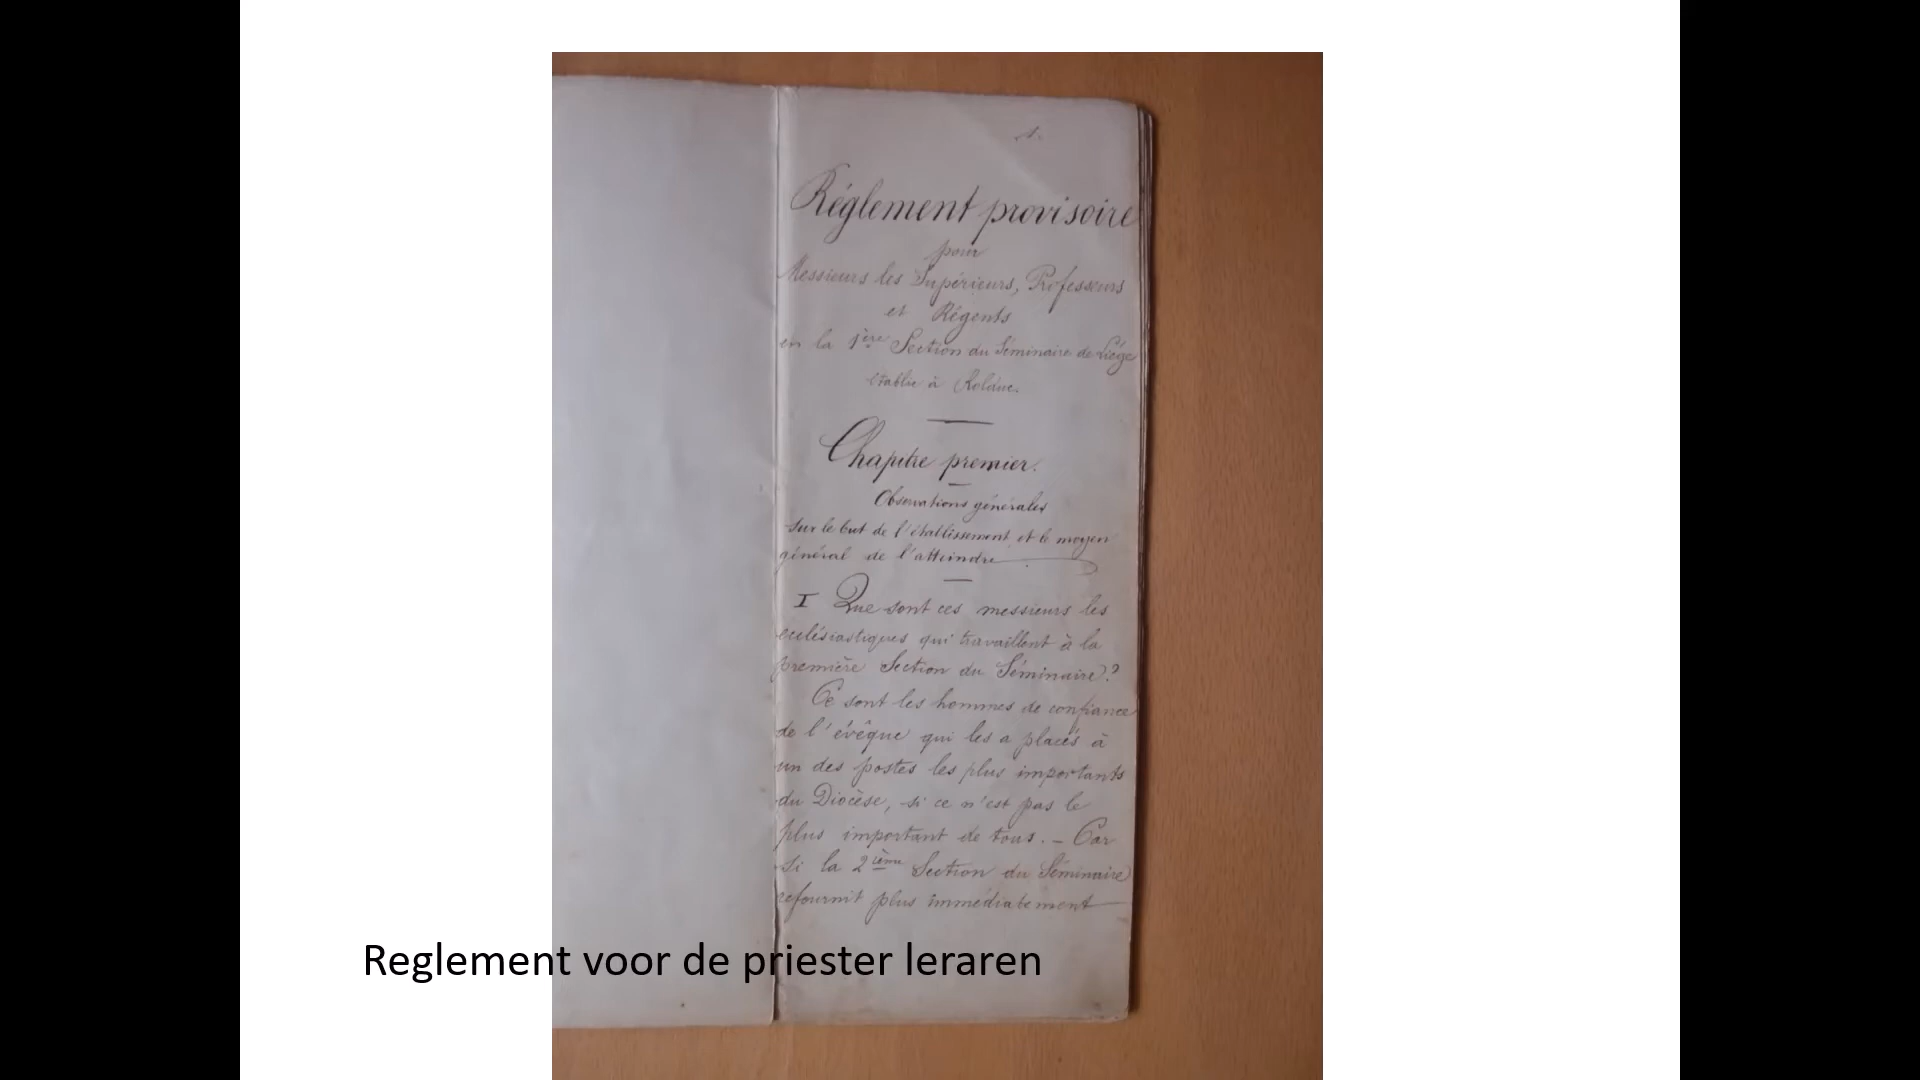 1.
Réglement provisoire
pour
Messieurs les Supérieurs, Professeurs
et Régents
en la 1ère Section du Séminaire de Liége
établie à Rolduc.
Chapitre premier.
Observations générales
sur le but de l'établissement et le moyen
général de l'atteindre
I Que sont ces messieurs les
ecclésiastiques qui travaillent à la
première Section du Séminaire?
Ce sont les hommes de confiance
de l'évêque qui les a placés à
un des postes les plus importants
du Diocèse, si ce n'est pas le
plus important de tous. – Car
si la 2ième Section du Séminaire
fournit plus immédiatement
Reglement voor de priester leraren